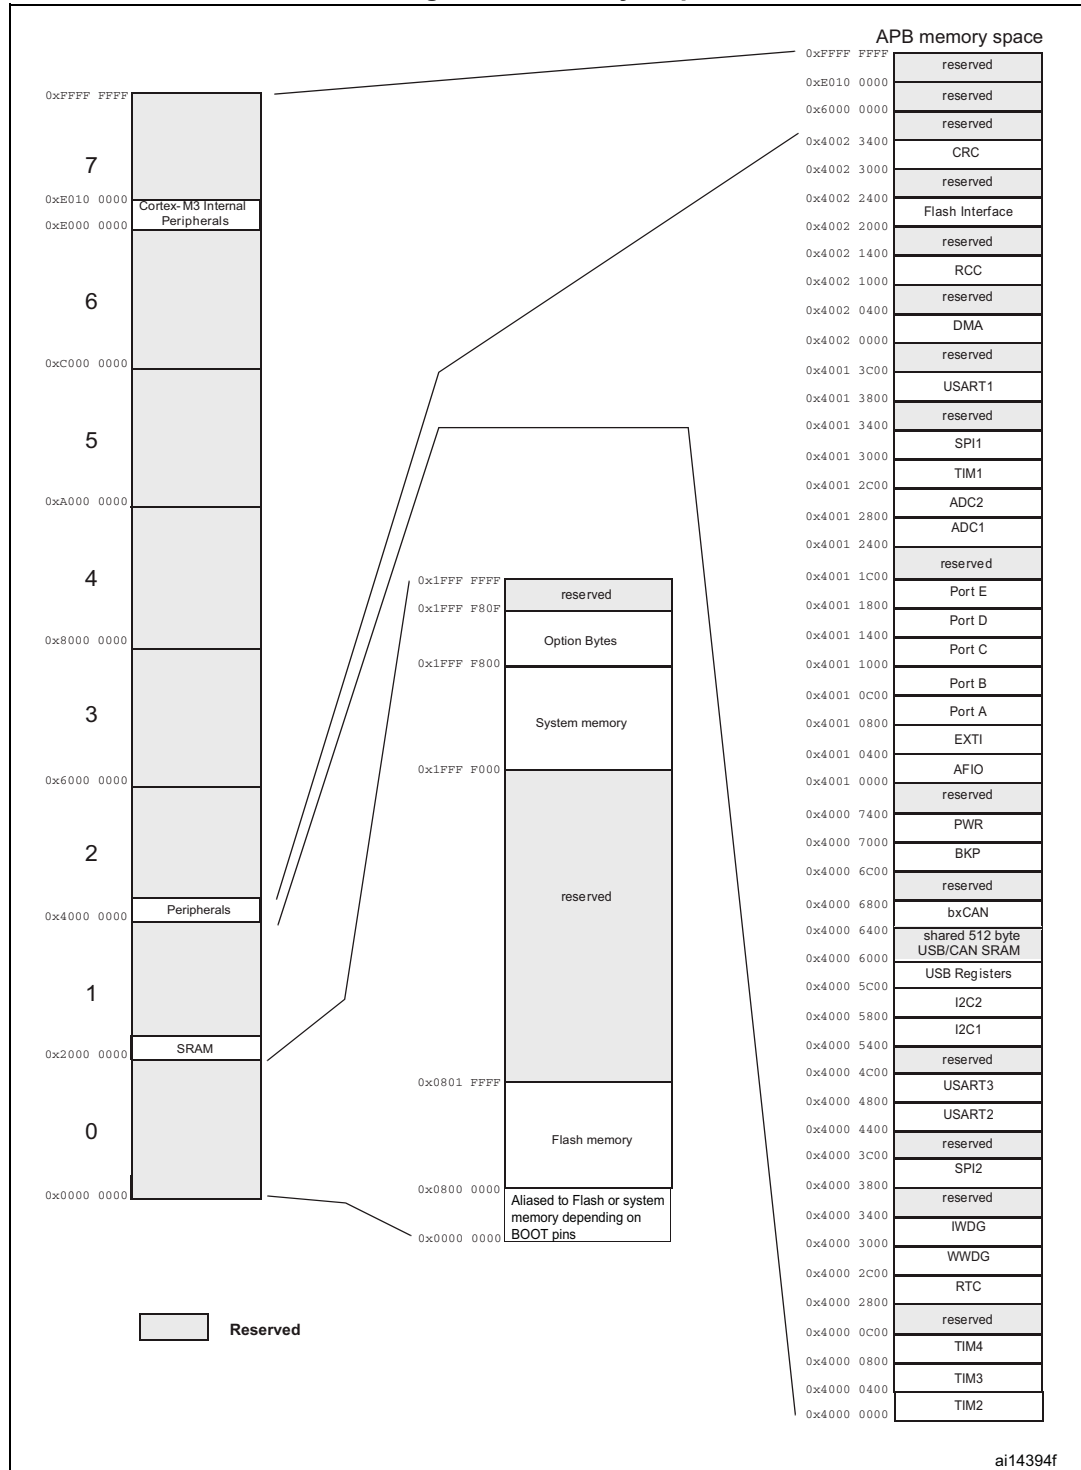 APB memory space
0xFFFF FFFF
reserved
0xE010 0000
reserved
0x6000 0000
reserved
0x4002 3400
CRC
0x4002 3000
reserved
0x4002 2400
Flash Interface
0x4002 2000
reserved
0x4002 1400
RCC
0x4002 1000
reserved
0x4002 0400
DMA
0x4002 0000
reserved
0x4001 3C00
USART1
0x4001 3800
reserved
0x4001 3400
SPI1
0x4001 3000
TIM1
0x4001 2C00
ADC2
0x4001 2800
ADC1
0x4001 2400
reserved
0x4001 1C00
Port E
0x4001 1800
Port D
0x4001 1400
Port C
0x4001 1000
Port B
0x4001 0C00
Port A
0x4001 0800
EXTI
0x4001 0400
AFIO
0x4001 0000
reserved
0x4000 7400
PWR
0x4000 7000
BKP
0x4000 6C00
reserved
0x4000 6800
bxCAN
0x4000 6400
shared 512 byte
USB/CAN SRAM
0x4000 6000
USB Registers
0x4000 5C00
I2C2
0x4000 5800
I2C1
0x4000 5400
reserved
0x4000 4C00
USART3
0x4000 4800
USART2
0x4000 4400
reserved
0x4000 3C00
SPI2
0x4000 3800
reserved
0x4000 3400
IWDG
0x4000 3000
WWDG
0x4000 2C00
RTC
0x4000 2800
reserved
0x4000 0C00
TIM4
0x4000 0800
TIM3
0x4000 0400
TIM2
0x4000 0000
0xFFFF FFFF
7
0xE010 0000
Cortex-M3 Internal
Peripherals
0xE000 0000
6
0xC000 0000
5
0xA000 0000
4
0x8000 0000
3
0x6000 0000
2
Peripherals
0x4000 0000
1
SRAM
0x2000 0000
0
0x0000 0000
0x1FFF FFFF
reserved
0x1FFF F80F
Option Bytes
0x1FFF F800
System memory
0x1FFF F000
reserved
0x0801 FFFF
Flash memory
0x0800 0000
Aliased to Flash or system
memory depending on
BOOT pins
0x0000 0000
Reserved
ai14394f